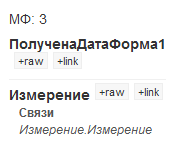 МФ: 3
ПолученаДатаФорма1
+raw +link
Измерение +raw +link
Связи
Измерение.Измерение